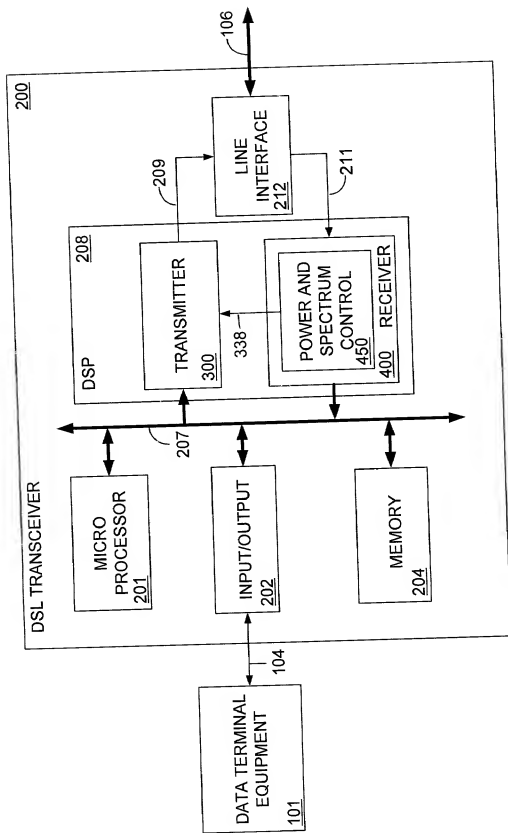 DSL TRANSCEIVER
200
DATA TERMINAL
EQUIPMENT
101
104
MICRO
PROCESSOR
201
INPUT/OUTPUT
202
MEMORY
204
207
DSP
208
TRANSMITTER
300
338
POWER AND
SPECTRUM
CONTROL
450
RECEIVER
400
209
211
LINE
INTERFACE
212
106